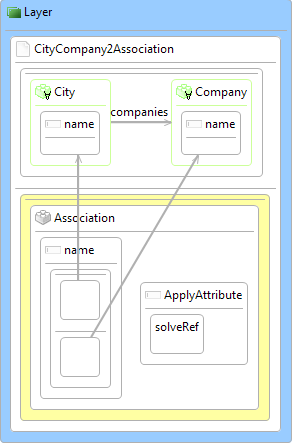 Layer
CityCompany2Association
City
Company
companies
name
name
Association
name
ApplyAttribute
solveRef